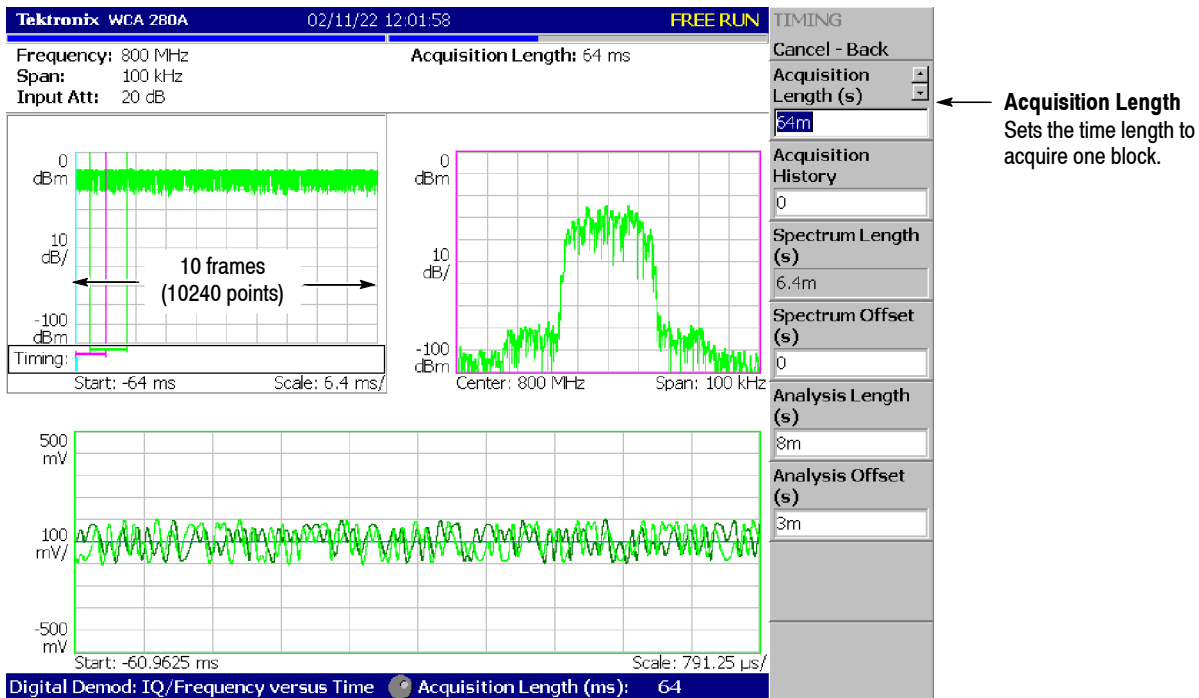 Tektronix WCA 280A 02/11/22 12:01:58 FREE RUN
Frequency: 800 MHz
Span: 100 kHz
Input Att: 20 dB
Acquisition Length: 64 ms
0
dBm
10
dB/
-100
dBm
10 frames
(10240 points)
Timing:
Start: -64 ms Scale: 6.4 ms/
0
dBm
10
dB/
-100
dBm
Center: 800 MHz Span: 100 kHz
500
mV
100
mV/
-500
mV
Start: -60.9625 ms Scale: 791.25 µs/
Digital Demod: IQ/Frequency versus Time Acquisition Length (ms): 64
TIMING
Cancel - Back
Acquisition
Length (s)
64m
Acquisition
History
0
Spectrum Length
(s)
6.4m
Spectrum Offset
(s)
0
Analysis Length
(s)
8m
Analysis Offset
(s)
3m
Acquisition Length
Sets the time length to
acquire one block.